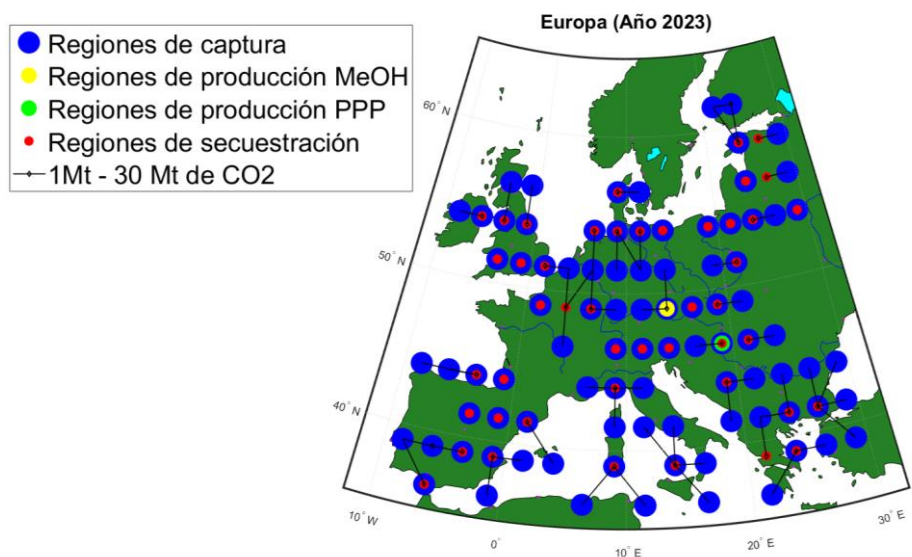 Europa (Año 2023)
Regiones de captura
Regiones de producción MeOH
Regiones de producción PPP
Regiones de secuestración
1Mt - 30 Mt de CO2
60° N
50° N
40° N
10° W
0°
10° E
20° E
30° E